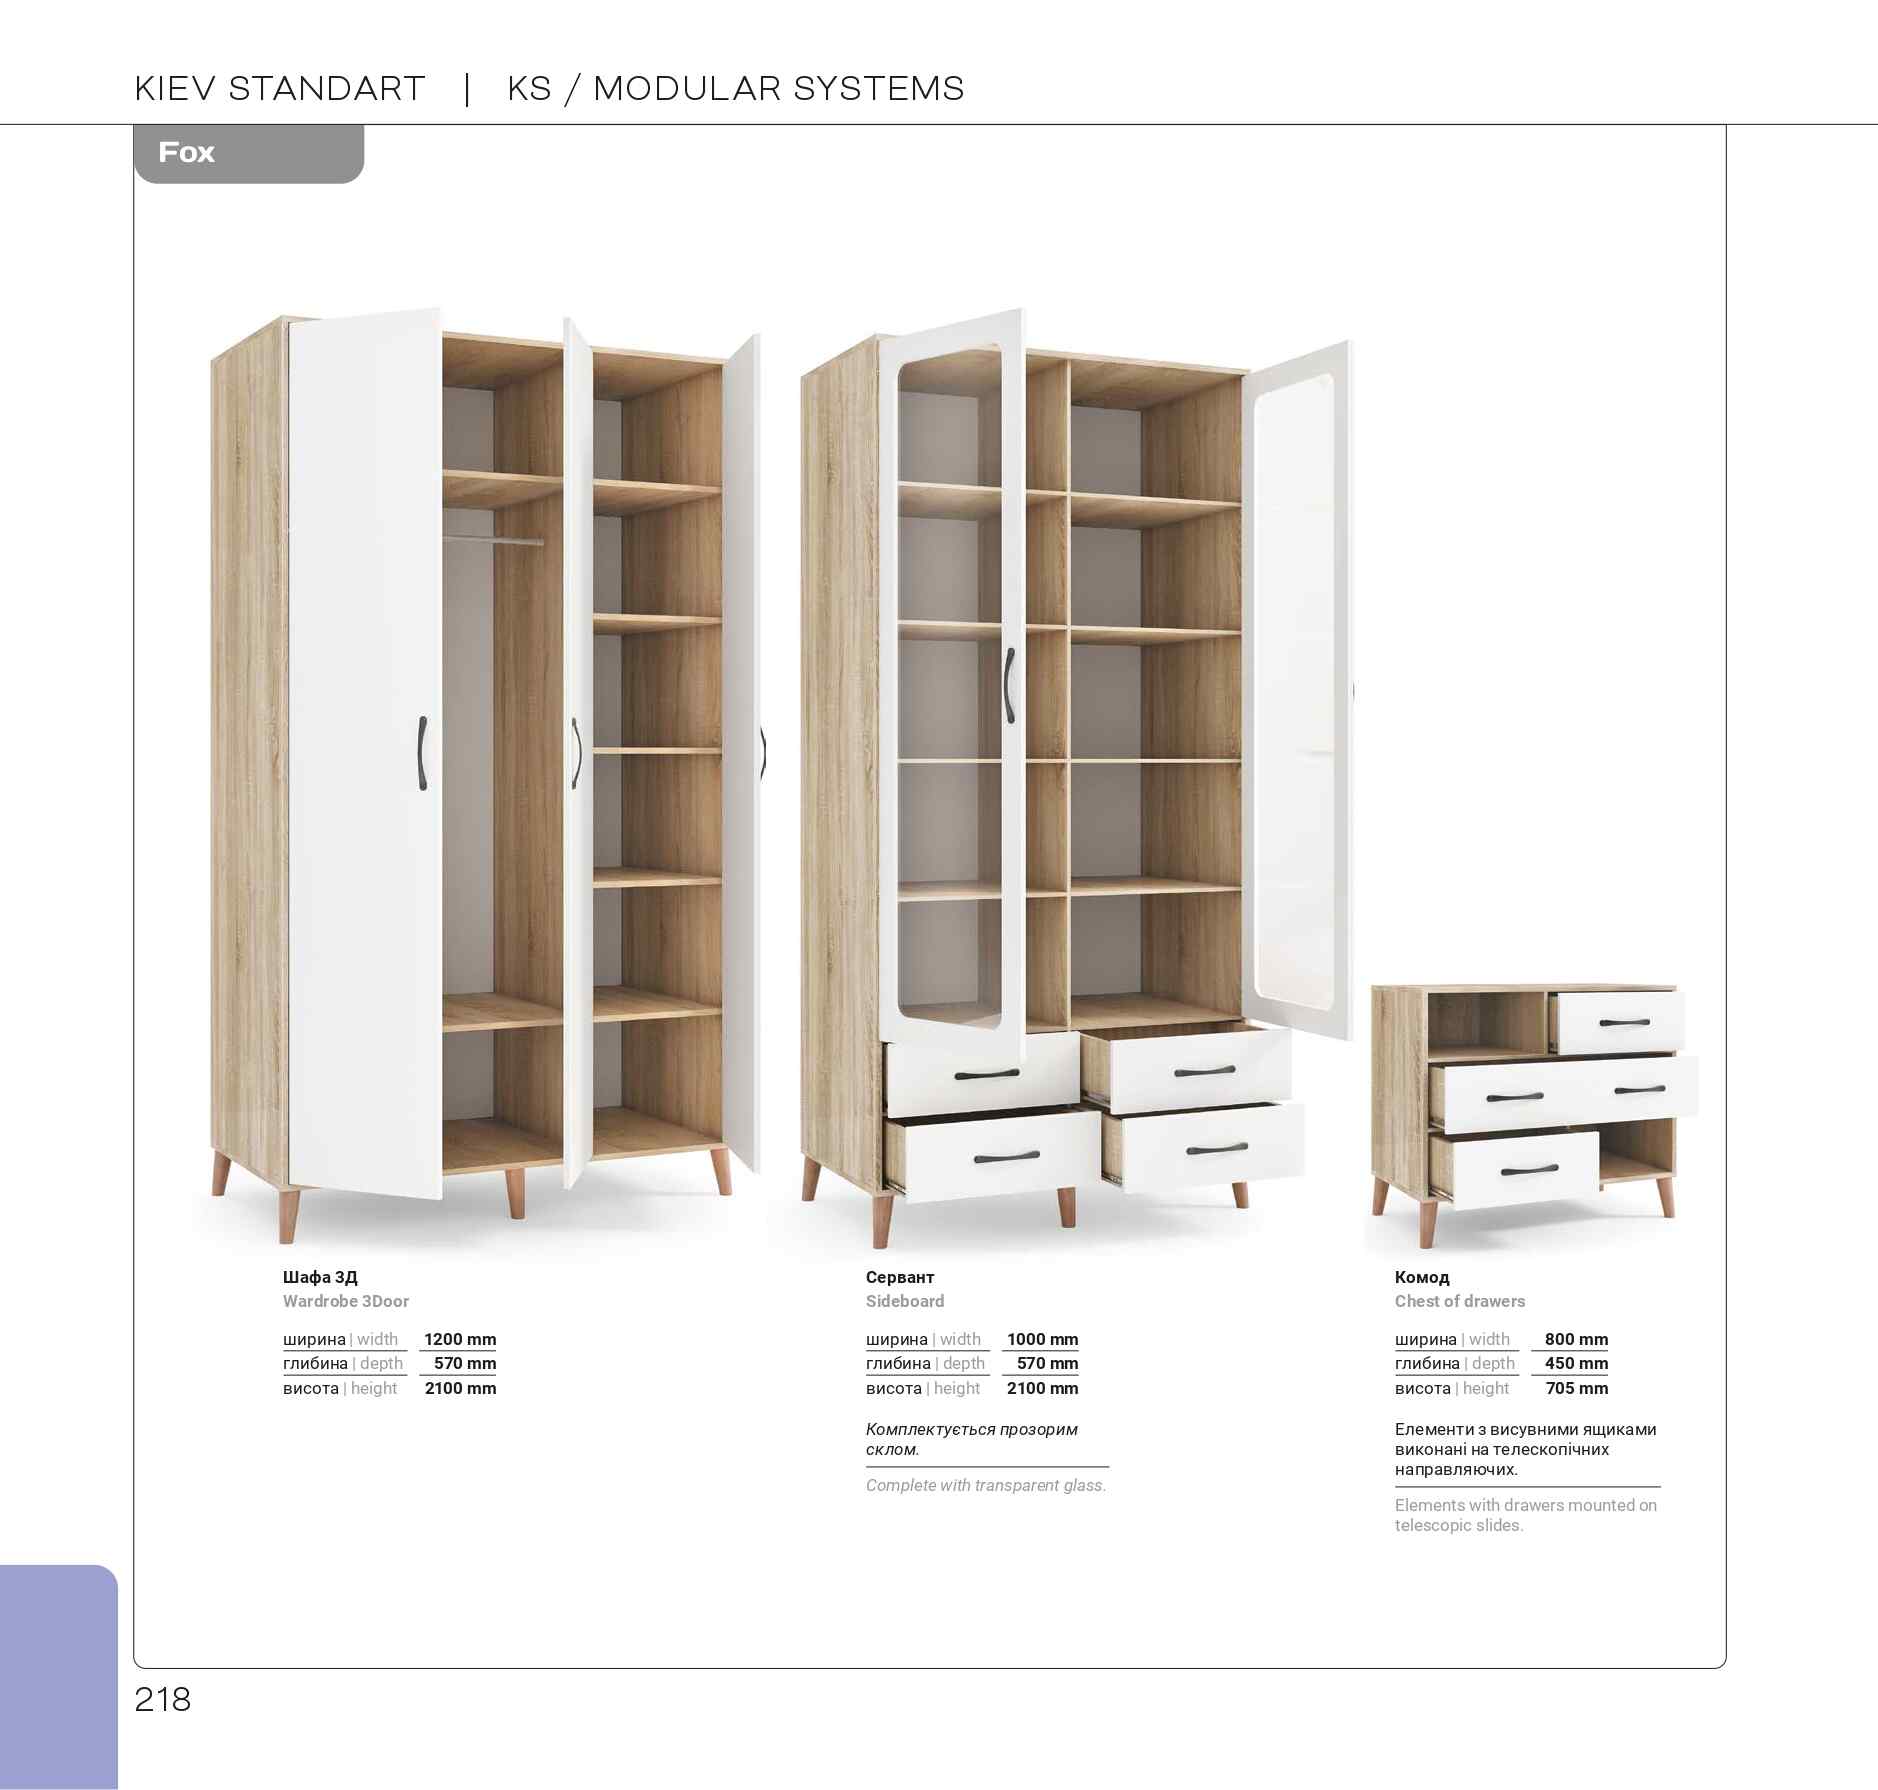 KIEV STANDART | KS / MODULAR SYSTEMS
Fox
Шафа 3Д
Wardrobe 3Door
ширина | width 1200 mm
глибина | depth 570 mm
висота | height 2100 mm
Сервант
Sideboard
ширина | width 1000 mm
глибина | depth 570 mm
висота | height 2100 mm
Комплектується прозорим
склом.
Complete with transparent glass.
Комод
Chest of drawers
ширина | width 800 mm
глибина | depth 450 mm
висота | height 705 mm
Елементи з висувними ящиками
виконані на телескопічних
направляючих.
Elements with drawers mounted on
telescopic slides.
218